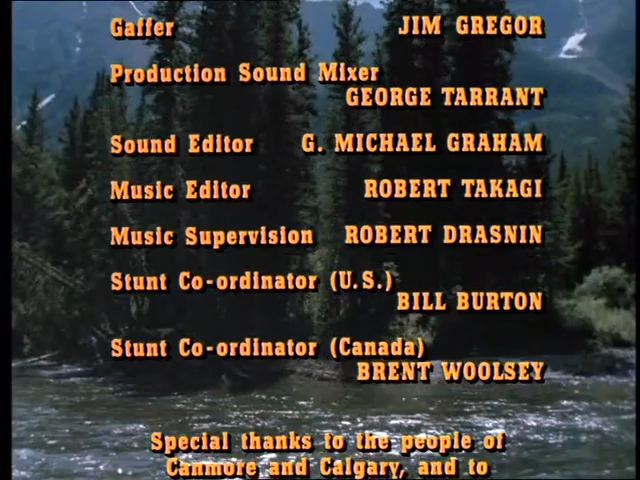 Gaffer JIM GREGOR
Production Sound Mixer
GEORGE TARRANT
Sound Editor G. MICHAEL GRAHAM
Music Editor ROBERT TAKAGI
Music Supervision ROBERT DRASNIN
Stunt Co-ordinator (U.S.)
BILL BURTON
Stunt Co-ordinator (Canada)
BRENT WOOLSEY
Special thanks to the people of
Canmore and Calgary, and to